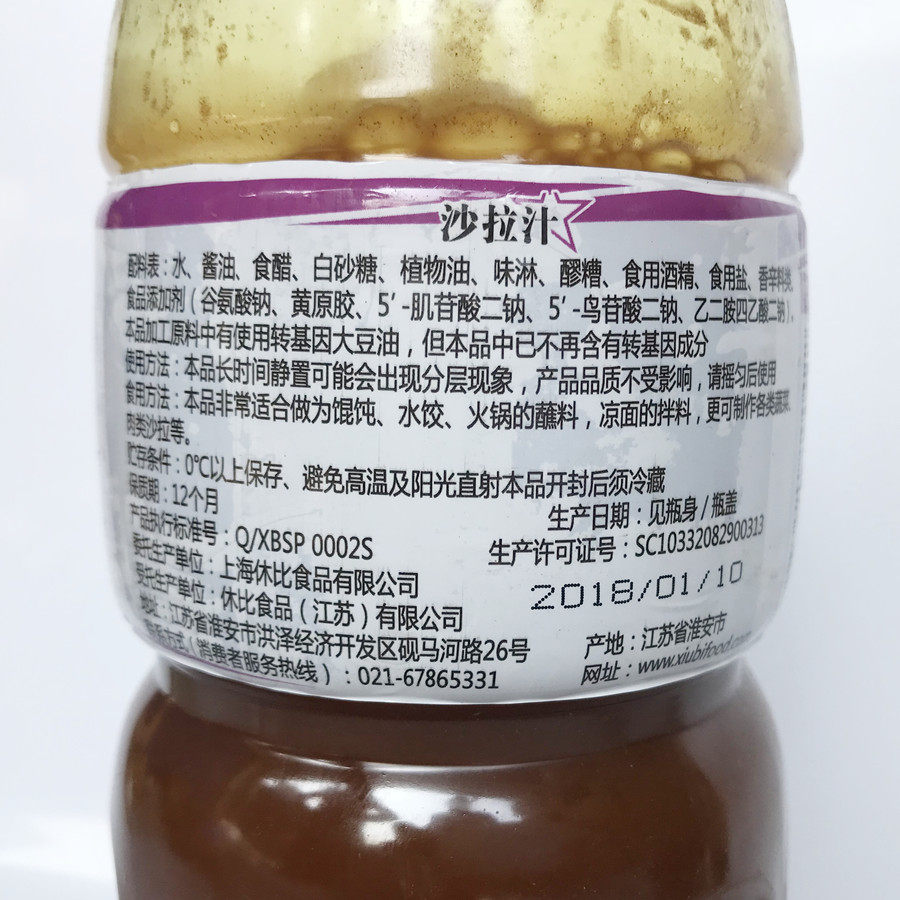 沙拉汁
配料表：水、酱油、食醋、白砂糖、植物油、味淋、醪糟、食用酒精、食用盐、香辛料类、
食品添加剂（谷氨酸钠、黄原胶、5′-肌苷酸二钠、5′-鸟苷酸二钠、乙二胺四乙酸二钠）。
本品加工原料中有使用转基因大豆油，但本品中已不再含有转基因成分
使用方法：本品长时间静置可能会出现分层现象，产品品质不受影响，请摇匀后使用
食用方法：本品非常适合做为馄饨、水饺、火锅的蘸料，凉面的拌料，更可制作各类蔬菜、
肉类沙拉等。
贮存条件：0℃以上保存、避免高温及阳光直射本品开封后须冷藏
保质期：12个月
生产日期：见瓶身/瓶盖
产品执行标准号：Q/XBSP 0002S
生产许可证号：SC10332082900313
委托生产单位：上海休比食品有限公司
2018/01/10
受托生产单位：休比食品（江苏）有限公司
地址：江苏省淮安市洪泽经济开发区砚马河路26号
产地：江苏省淮安市
联系方式（消费者服务热线）：021-67865331
网址：www.xiubifood.com